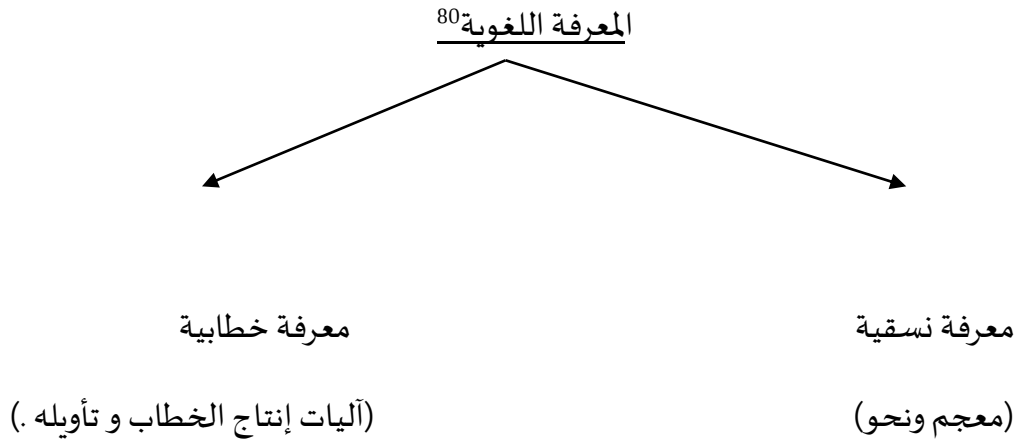 المعرفة اللغوية80
معرفة نسقية
معرفة خطابية
(معجم ونحو)
(آليات إنتاج الخطاب و تأويله .)